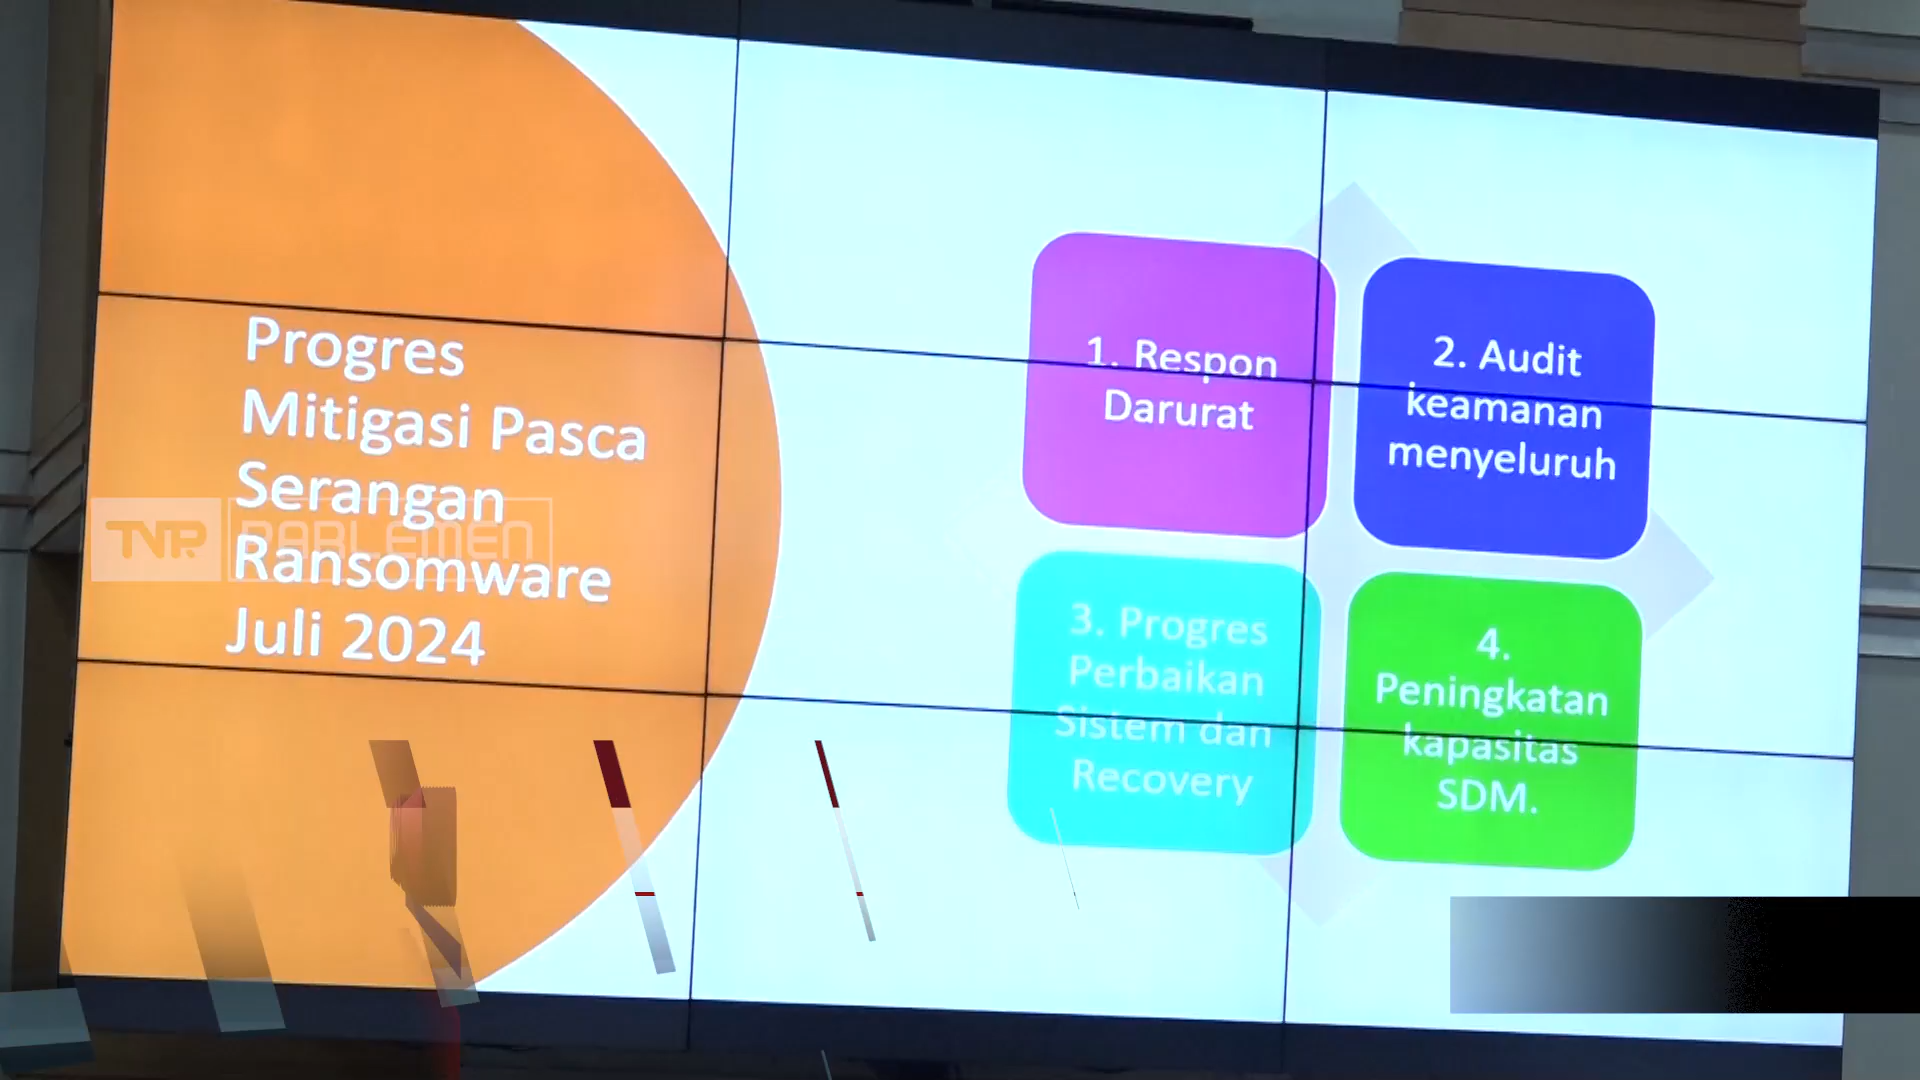 Progres
Mitigasi Pasca
Serangan
Ransomware
Juli 2024
TVR PARLEMEN
1. Respon
Darurat
2. Audit
keamanan
menyeluruh
3. Progres
Perbaikan
Sistem dan
Recovery
4.
Peningkatan
kapasitas
SDM.